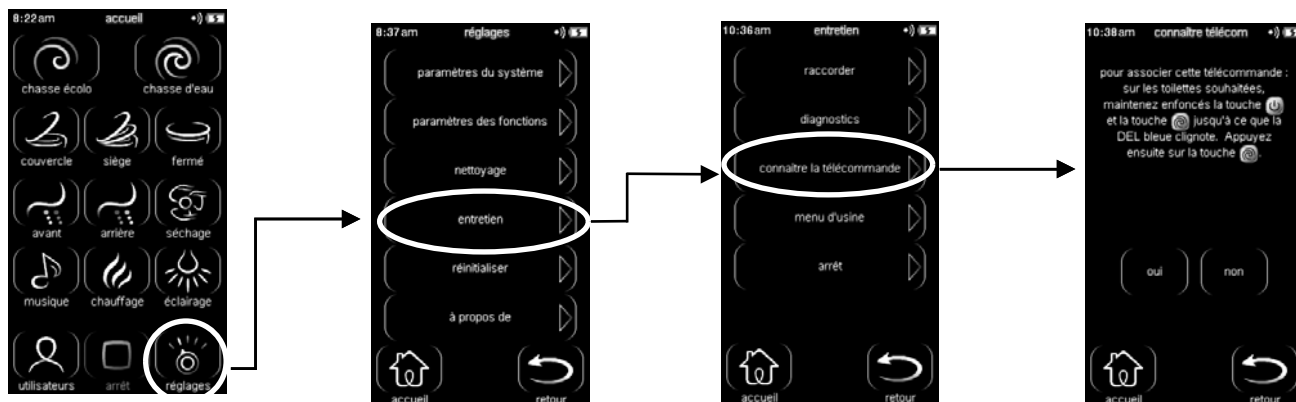 8:22am accueil
chasse écolo chasse d'eau
couvercle siège fermé
avant arrière séchage
musique chauffage éclairage
utilisateurs arrêt réglages
8:37am réglages
paramètres du système
paramètres des fonctions
nettoyage
entretien
réinitialiser
à propos de
accueil retour
10:36am entretien
raccorder
diagnostics
connaître la télécommande
menu d'usine
arrêt
accueil retour
10:38am connaître télécom
pour associer cette télécommande :
sur les toilettes souhaitées,
maintenez enfoncés la touche
et la touche jusqu'à ce que la
DEL bleue clignote. Appuyez
ensuite sur la touche .
oui non
accueil retour